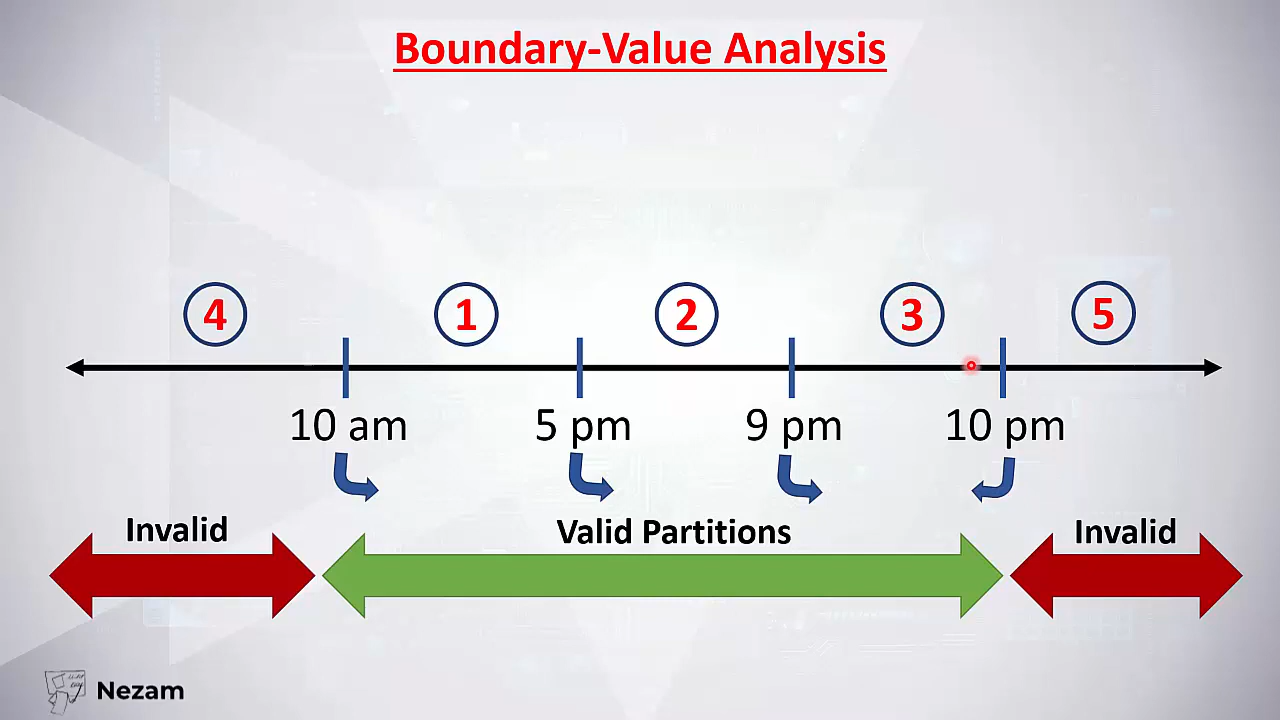 Boundary-Value Analysis
4 1 2 3 5
10 am 5 pm 9 pm 10 pm
Invalid Valid Partitions Invalid
Nezam